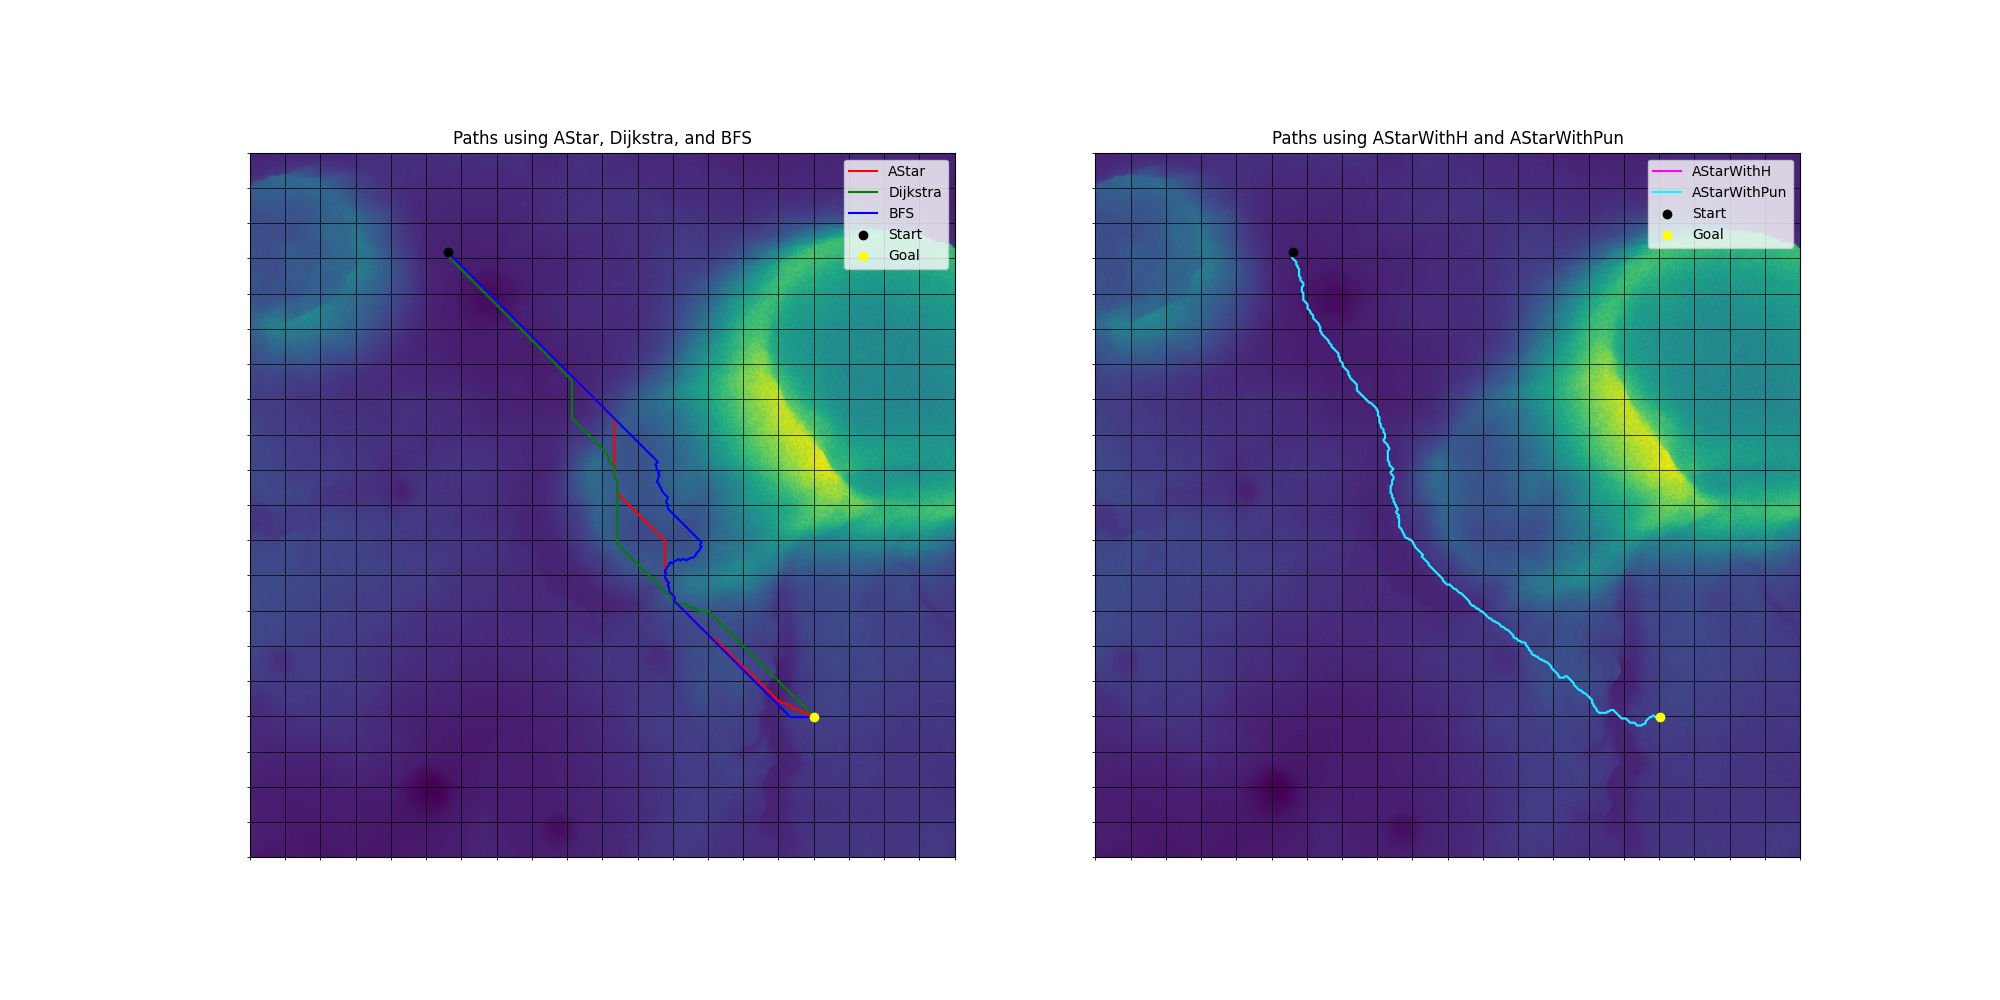 Paths using AStar, Dijkstra, and BFS
AStar
Dijkstra
BFS
Start
Goal
Paths using AStarWithH and AStarWithPun
AStarWithH
AStarWithPun
Start
Goal